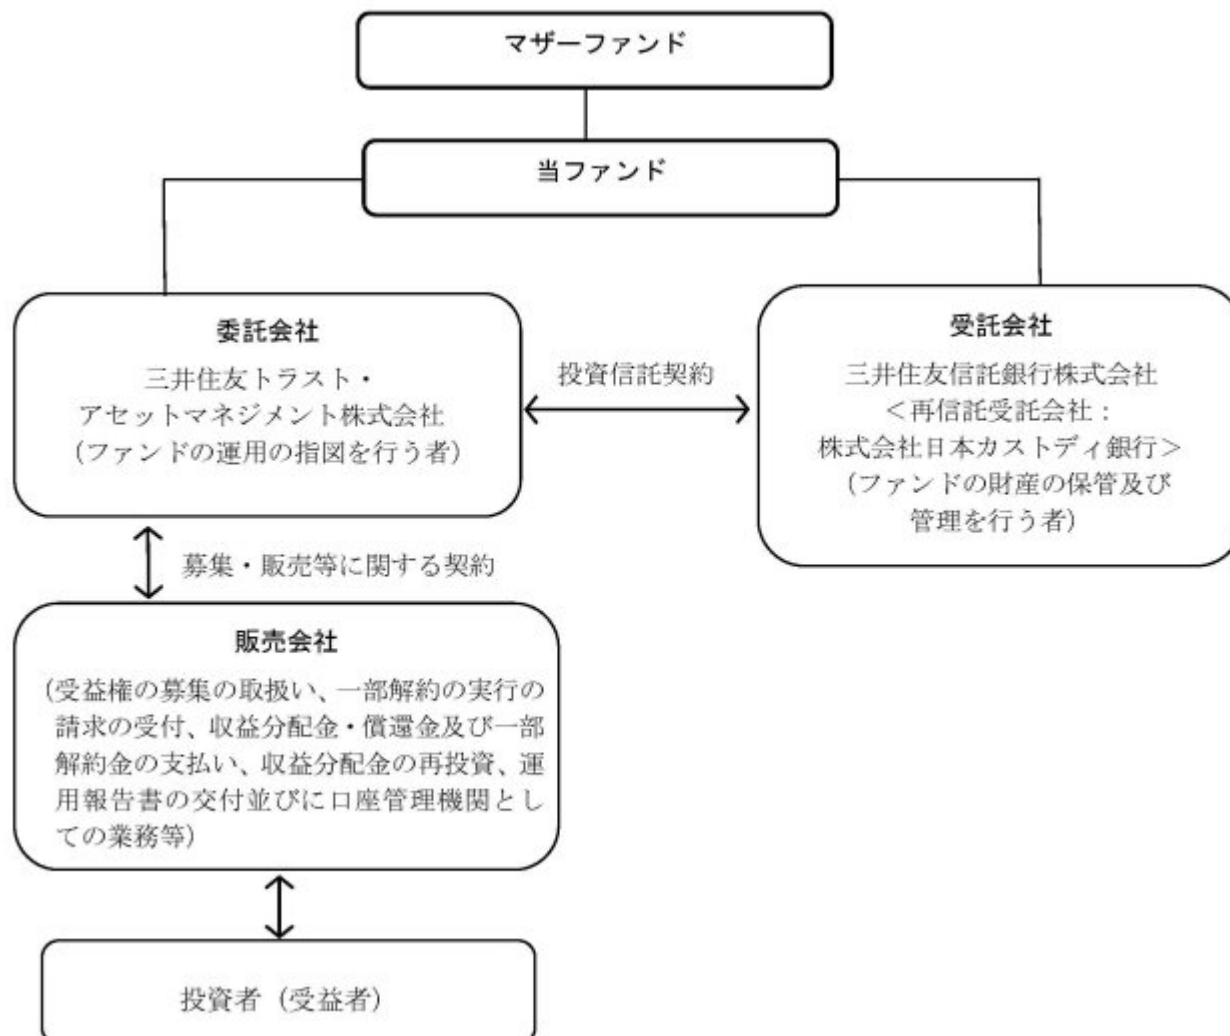 マザーファンド
当ファンド
委託会社
三井住友トラスト・
アセットマネジメント株式会社
（ファンドの運用の指図を行う者）
投資信託契約
受託会社
三井住友信託銀行株式会社
＜再信託受託会社：
株式会社日本カストディ銀行＞
（ファンドの財産の保管及び
管理を行う者）
募集・販売等に関する契約
販売会社
（受益権の募集の取扱い、一部解約の実行の
請求の受付、収益分配金・償還金及び一部
解約金の支払い、収益分配金の再投資、運
用報告書の交付並びに口座管理機関とし
ての業務等）
投資者（受益者）